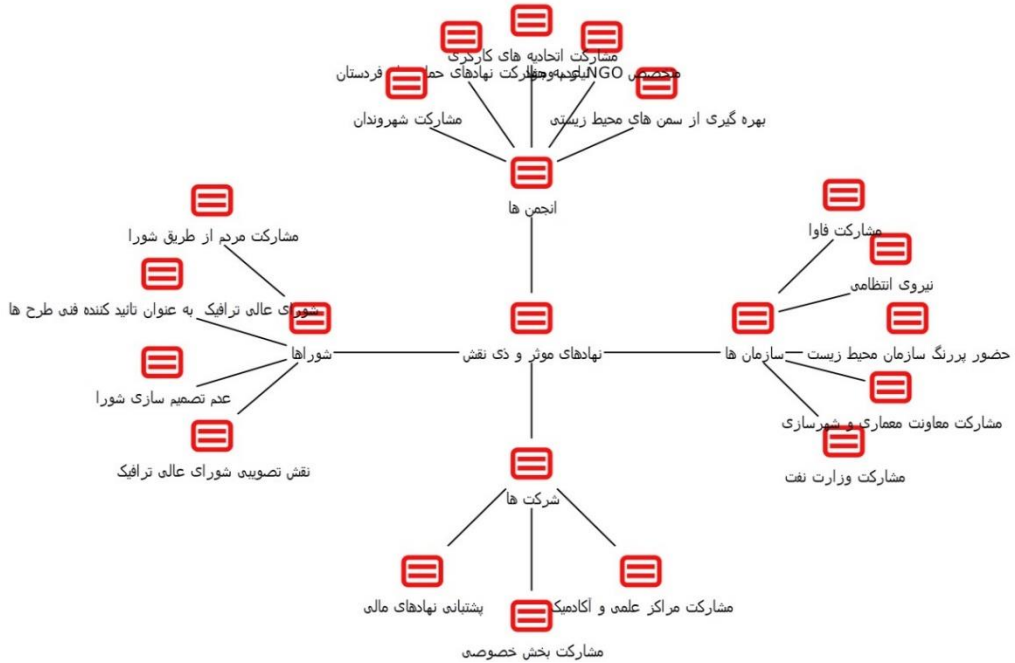 مشارکت اتحادیه های کارگری
مشارکت نهادهای
متخصص NGO
مشارکت شهروندان
بهره گیری از سمن های محیط زیستی
انجمن ها
مشارکت مردم از طریق شورا
مشارکت فاوا
نیروی انتظامی
شورای عالی ترافیک به عنوان تائید کننده فنی طرح ها
شوراها
نهادهای موثر و ذی نقش
سازمان ها
حضور پررنگ سازمان محیط زیست
عدم تصمیم سازی شورا
مشارکت معاونت معماری و شهرسازی
نقش تصویبی شورای عالی ترافیک
مشارکت وزارت نفت
شرکت ها
پشتبانی نهادهای مالی
مشارکت مراکز علمی و آکادمیک
مشارکت بخش خصوصی